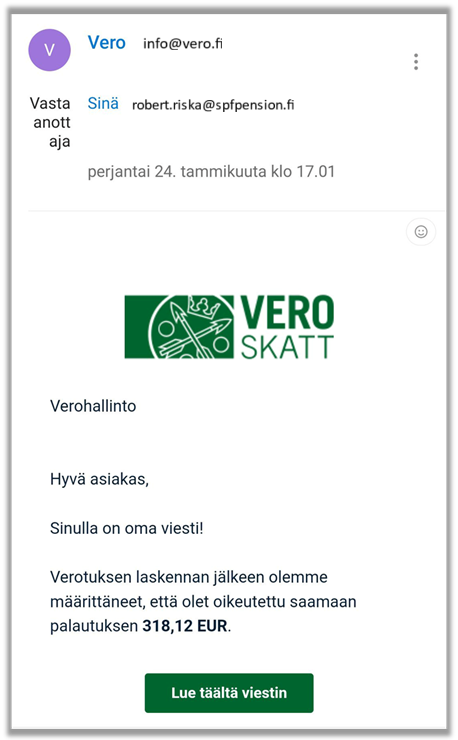 V
Vero info@vero.fi
Vasta
anott
aja
Sinä robert.riska@spfpension.fi
perjantai 24. tammikuuta klo 17.01
VERO
SKATT
Verohallinto
Hyvä asiakas,
Sinulla on oma viesti!
Verotuksen laskennan jälkeen olemme
määrittäneet, että olet oikeutettu saamaan
palautuksen 318,12 EUR.
Lue täältä viestin